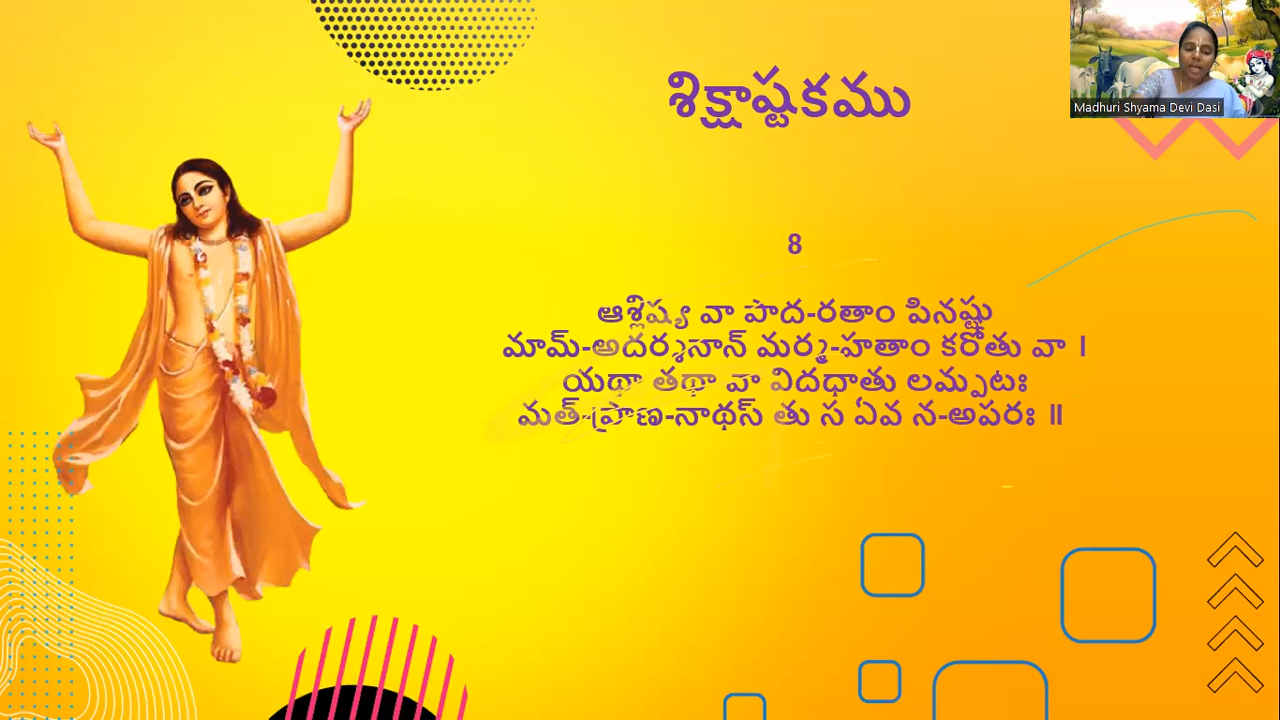 శిక్షాష్టకము
Madhuri Shyama Devi Dasi
8
ఆశ్లిష్య వా పాద-రతాం పినష్టు
మామ్-అదర్శనాన్ మర్మ-హతాం కరోతు వా ।
యథా తథా వా విదధాతు లమ్పటః
మత్-ప్రాణ-నాథస్ తు స ఏవ న-అపరః ॥